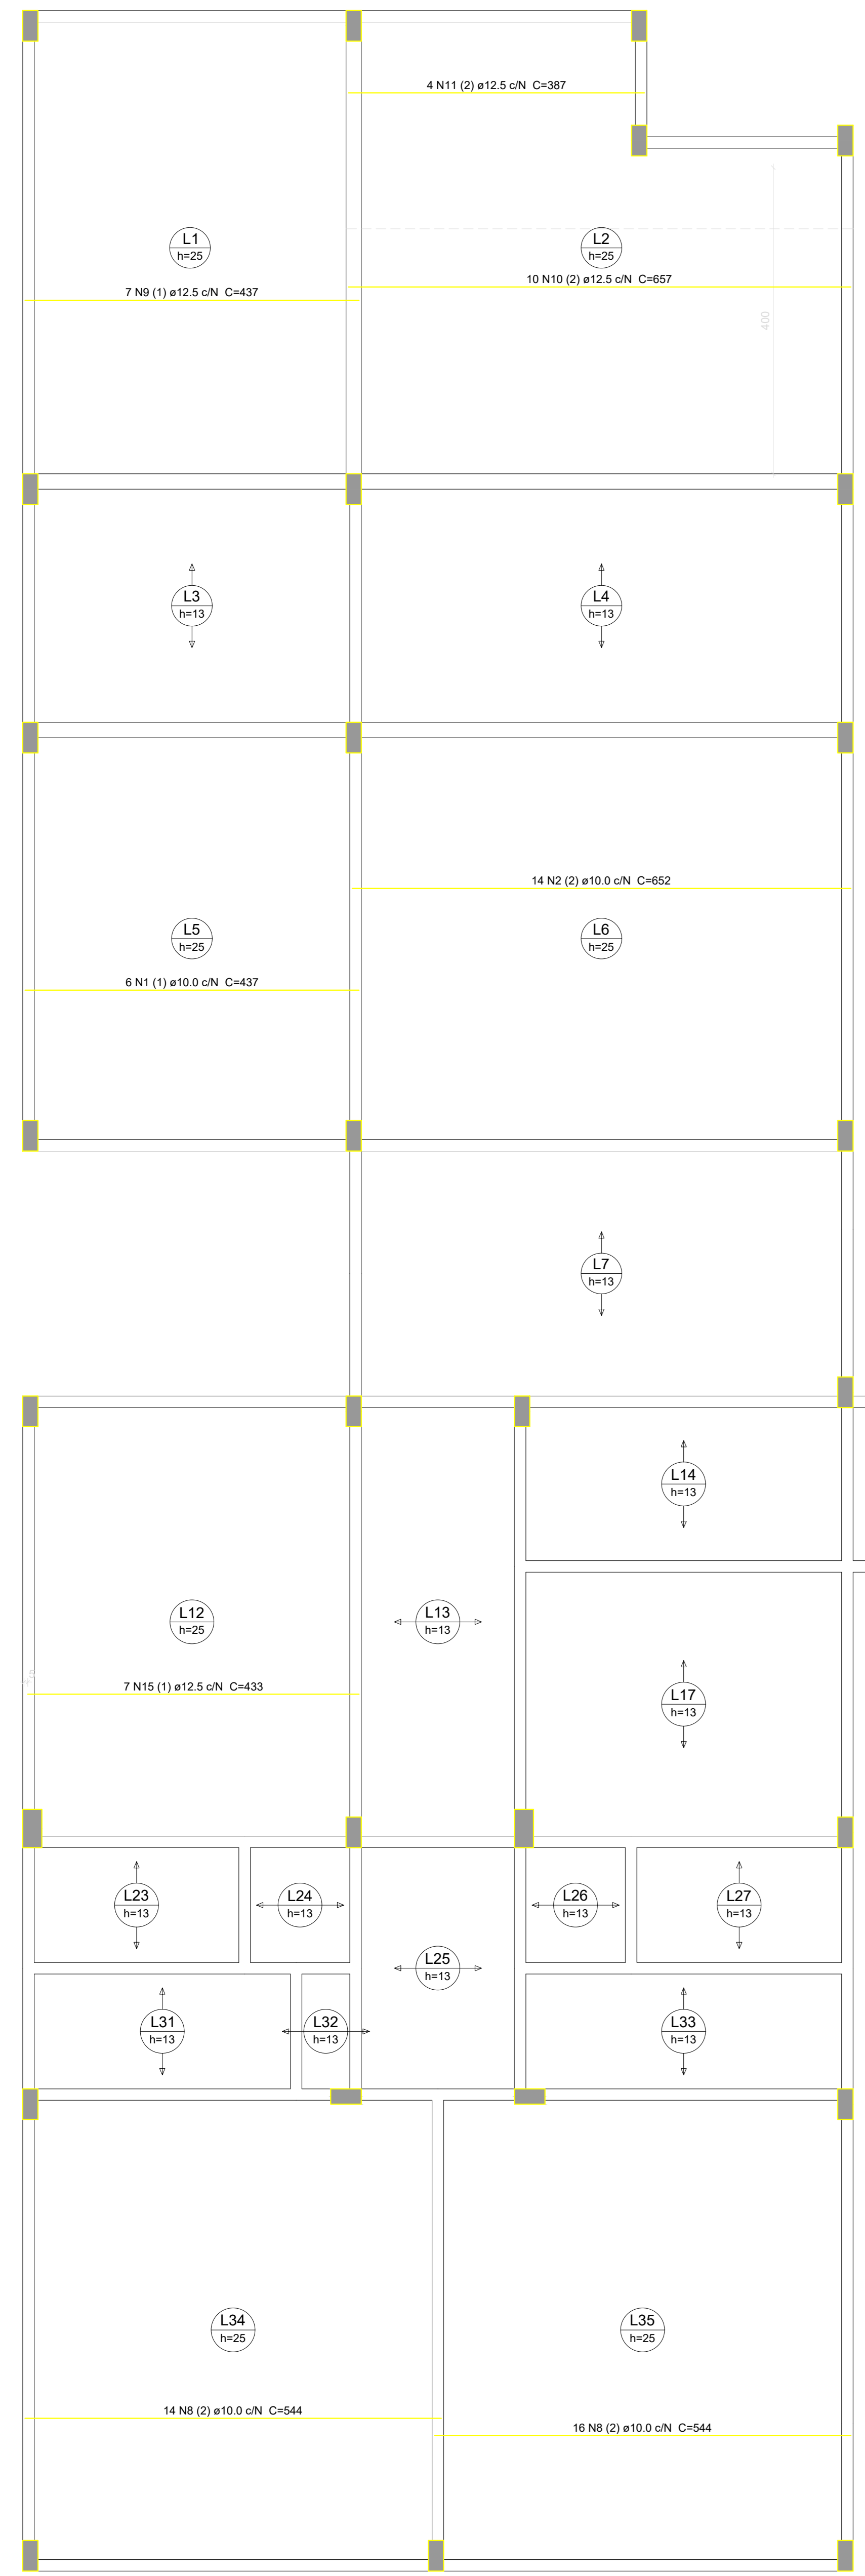 4 N11 (2) ø12.5 c/N C=387
L1
h=25
L2
h=25
10 N10 (2) ø12.5 c/N C=657
7 N9 (1) ø12.5 c/N C=437
400
L3
h=13
L4
h=13
14 N2 (2) ø10.0 c/N C=652
L5
h=25
L6
h=25
6 N1 (1) ø10.0 c/N C=437
L7
h=13
L14
h=13
L12
h=25
L13
h=13
7 N15 (1) ø12.5 c/N C=433
L17
h=13
L23
h=13
L24
h=13
L26
h=13
L27
h=13
L25
h=13
L31
h=13
L32
h=13
L33
h=13
L34
h=25
L35
h=25
14 N8 (2) ø10.0 c/N C=544
16 N8 (2) ø10.0 c/N C=544